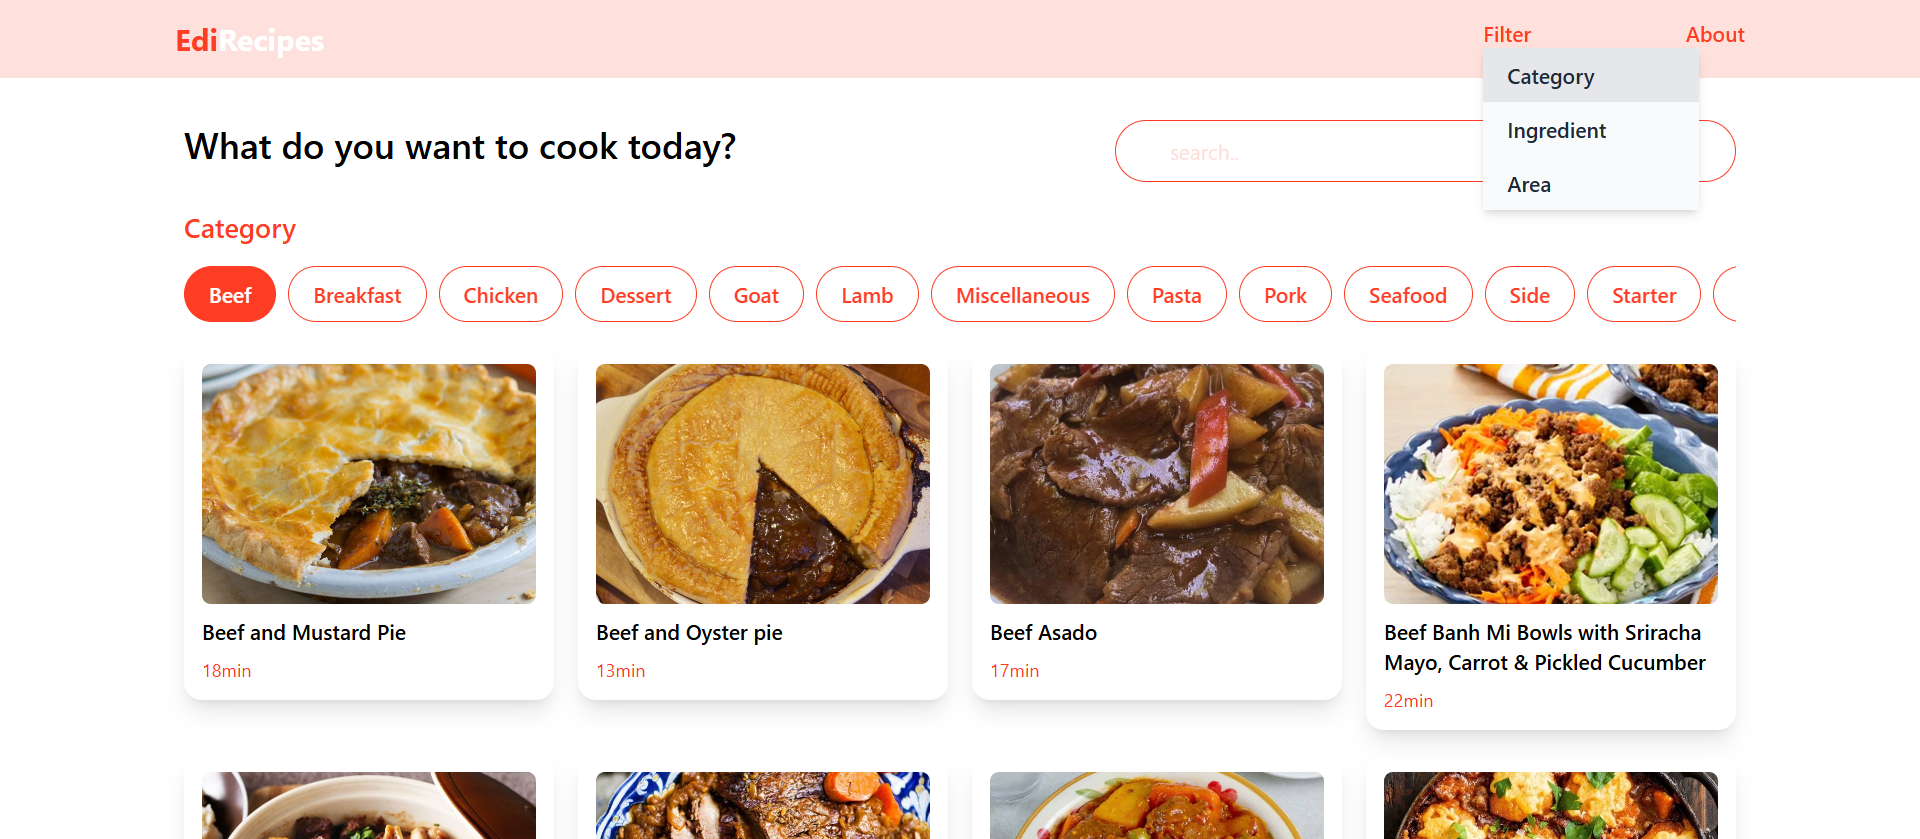 EdiRecipes
Filter
About
Category
Ingredient
Area
What do you want to cook today?
search..
Category
Beef
Breakfast
Chicken
Dessert
Goat
Lamb
Miscellaneous
Pasta
Pork
Seafood
Side
Starter
Beef and Mustard Pie
18min
Beef and Oyster pie
13min
Beef Asado
17min
Beef Banh Mi Bowls with Sriracha
Mayo, Carrot & Pickled Cucumber
22min